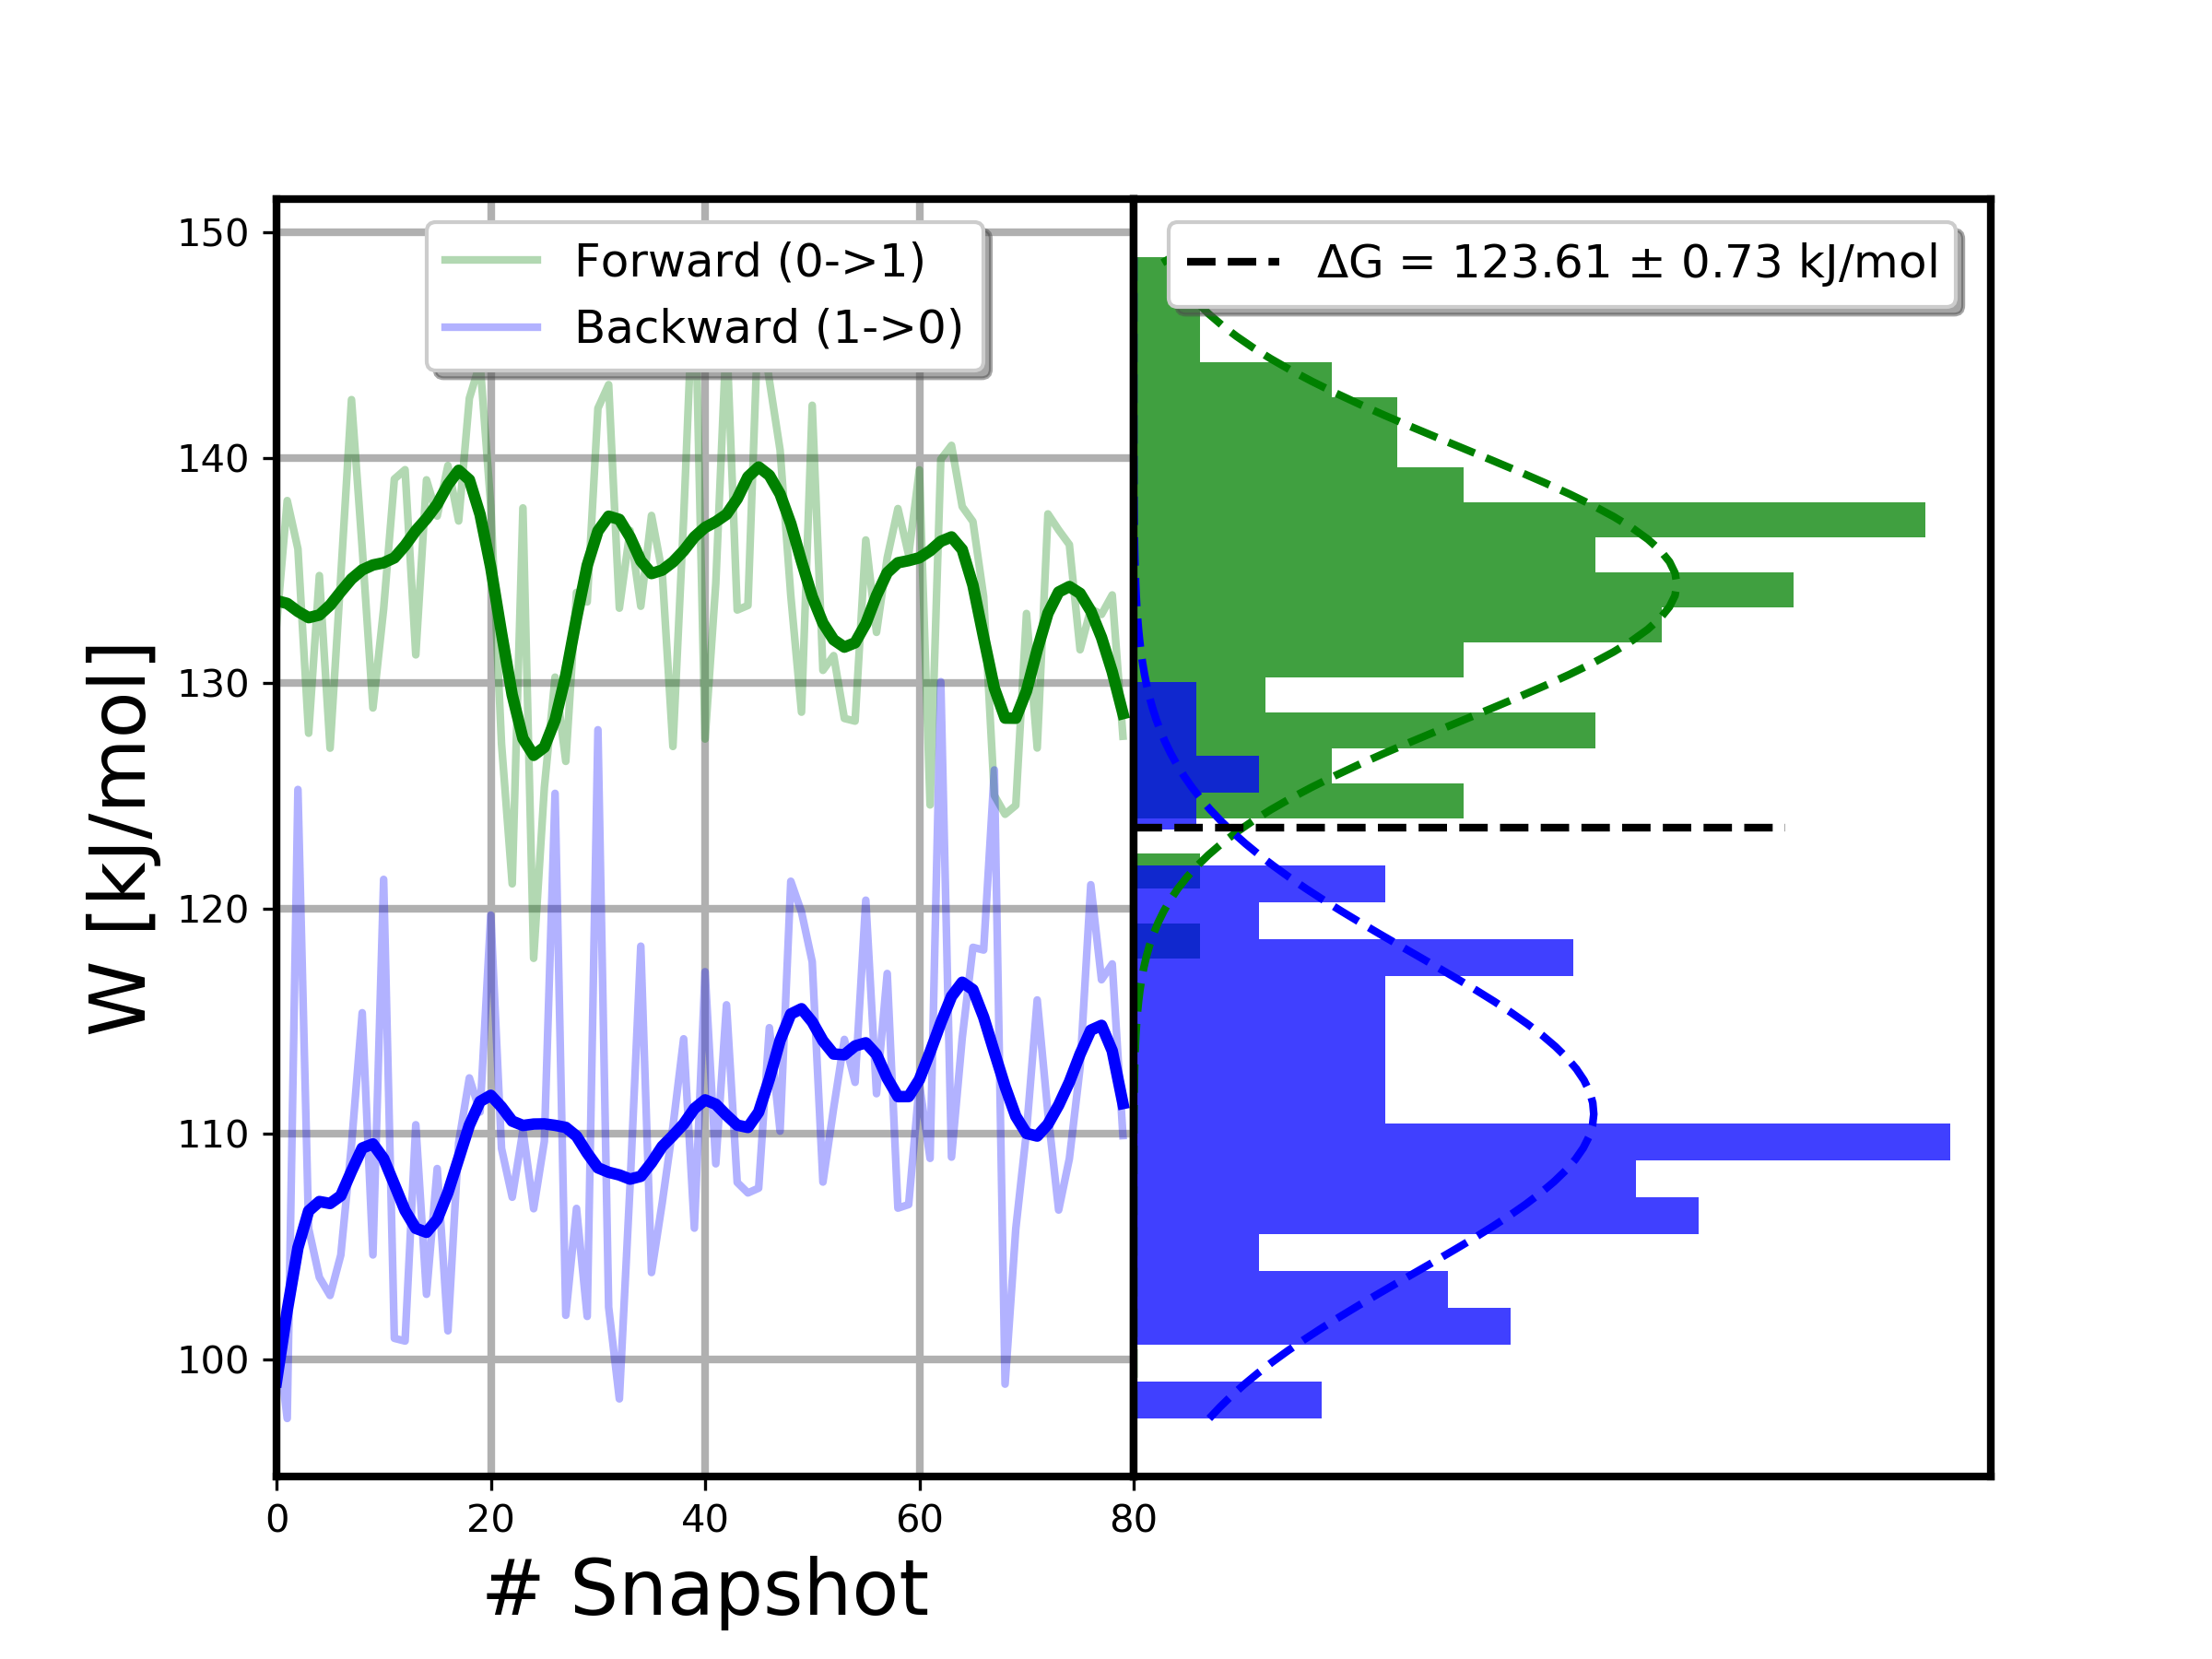 Forward (0->1)
Backward (1->0)
ΔG = 123.61 ± 0.73 kJ/mol
W [kJ/mol]
150
140
130
120
110
100
0 20 40 60 80
# Snapshot